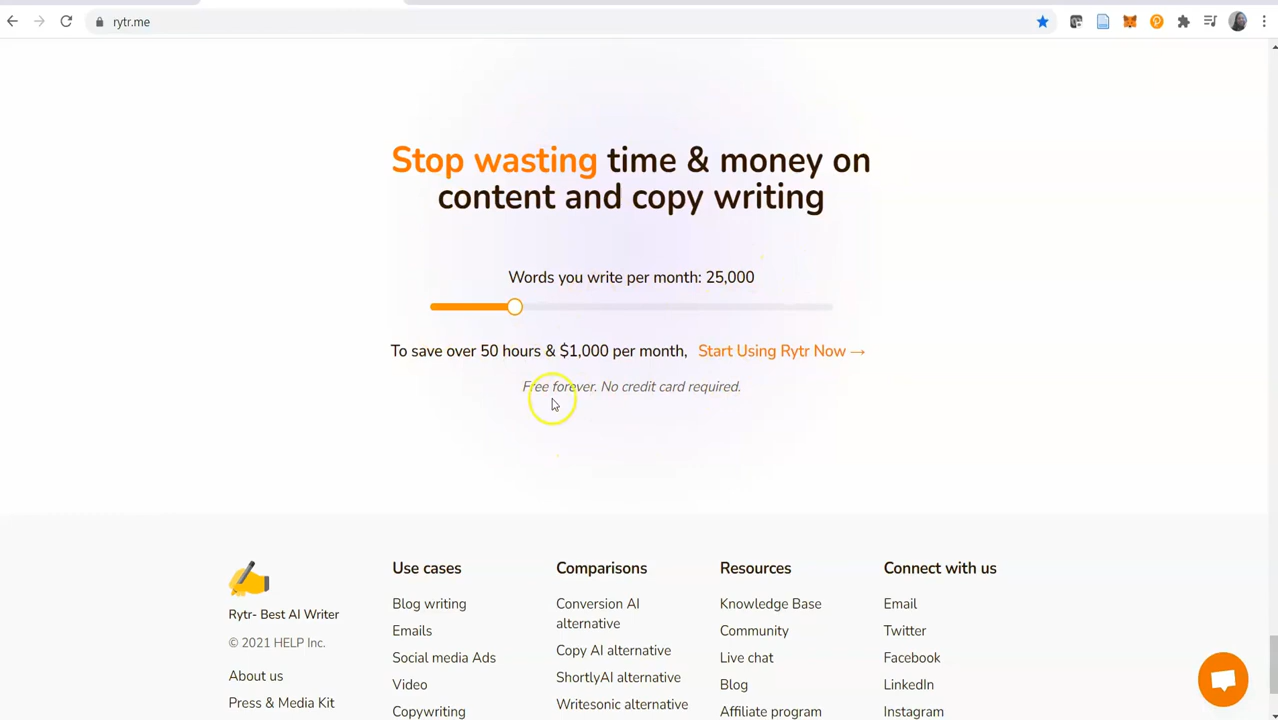 rytr.me
Stop wasting time & money on
content and copy writing
Words you write per month: 25,000
To save over 50 hours & $1,000 per month, Start Using Rytr Now →
Free forever. No credit card required.
Rytr- Best AI Writer
© 2021 HELP Inc.
About us
Press & Media Kit
Use cases
Blog writing
Emails
Social media Ads
Video
Copywriting
Comparisons
Conversion AI
alternative
Copy AI alternative
ShortlyAI alternative
Writesonic alternative
Resources
Knowledge Base
Community
Live chat
Blog
Affiliate program
Connect with us
Email
Twitter
Facebook
LinkedIn
Instagram